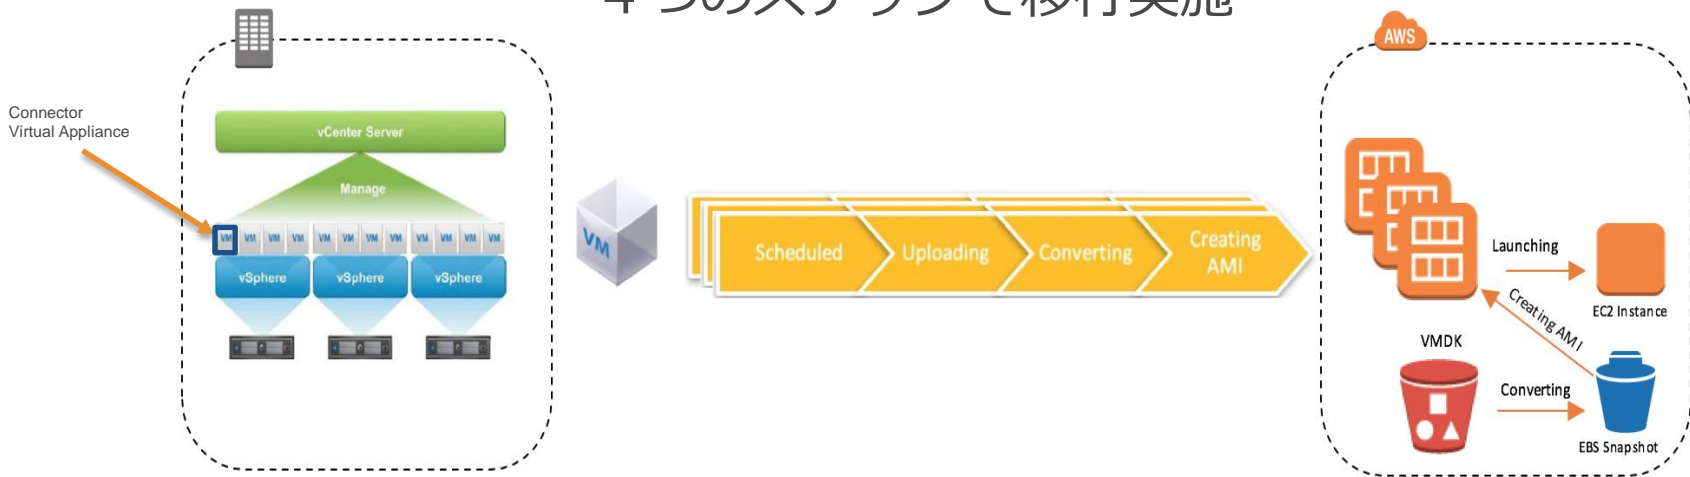 4つのステップで移行実施
AWS
Connector
Virtual Appliance
vCenter Server
Manage
VM VM VM VM VM VM VM VM VM VM VM VM
vSphere vSphere vSphere
VM
Scheduled Uploading Converting Creating
AMI
Launching
EC2 Instance
Creating AMI
VMDK
Converting
EBS Snapshot